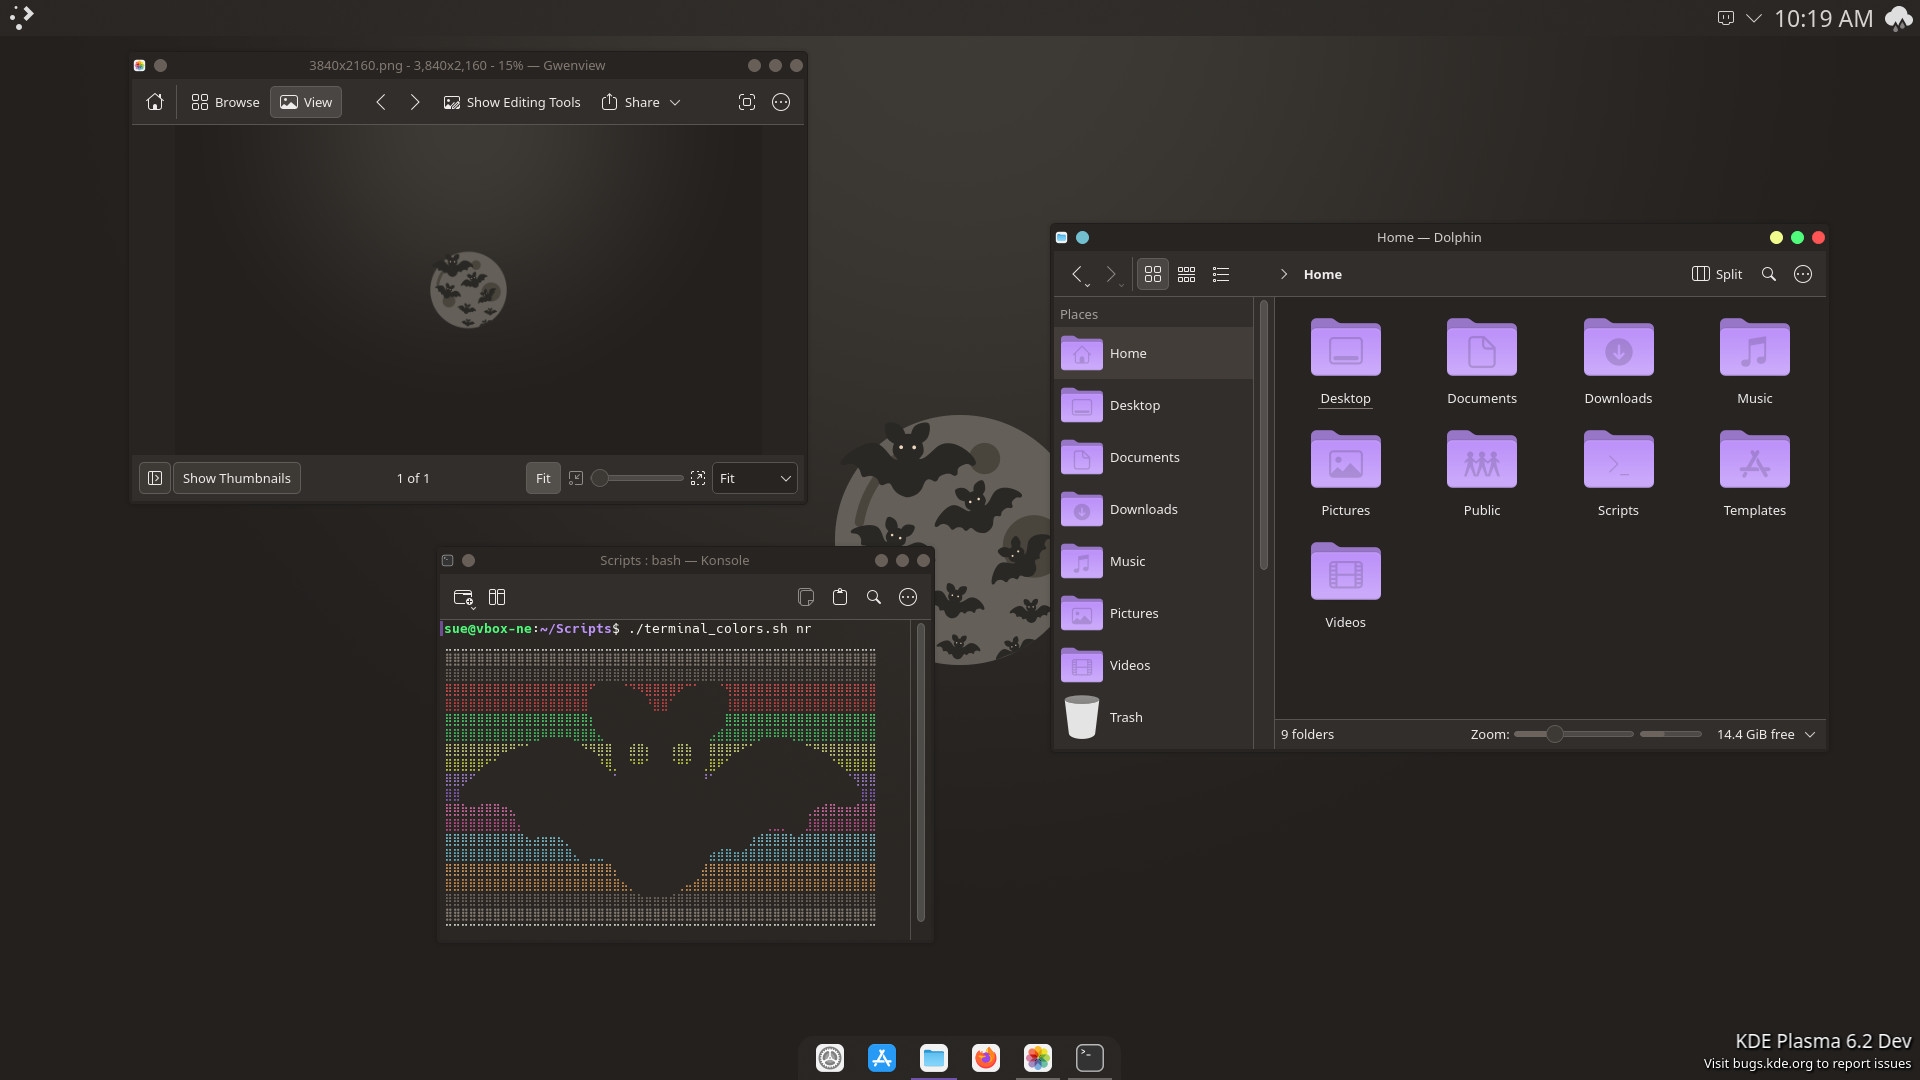 10:19 AM
3840x2160.png - 3,840x2,160 - 15% — Gwenview
Browse
View
Show Editing Tools
Share
Show Thumbnails
1 of 1
Fit
Fit
Home — Dolphin
Home
Split
Places
Home
Desktop
Documents
Downloads
Music
Pictures
Videos
Trash
Desktop
Documents
Downloads
Music
Pictures
Public
Scripts
Templates
Videos
9 folders
Zoom:
14.4 GiB free
Scripts : bash — Konsole
sue@vbox-ne:~/Scripts$ ./terminal_colors.sh nr
KDE Plasma 6.2 Dev
Visit bugs.kde.org to report issues